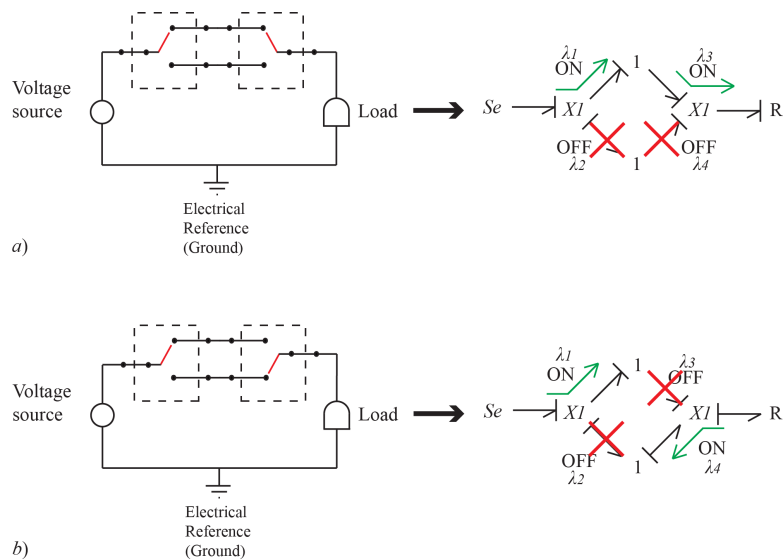 Voltage
source
Load
Electrical
Reference
(Ground)
a)
λ1
ON
1
λ3
ON
Se
X1
X1
R
OFF
λ2
1
OFF
λ4
Voltage
source
Load
Electrical
Reference
(Ground)
b)
λ1
ON
1
λ3
OFF
Se
X1
X1
R
OFF
λ2
1
ON
λ4